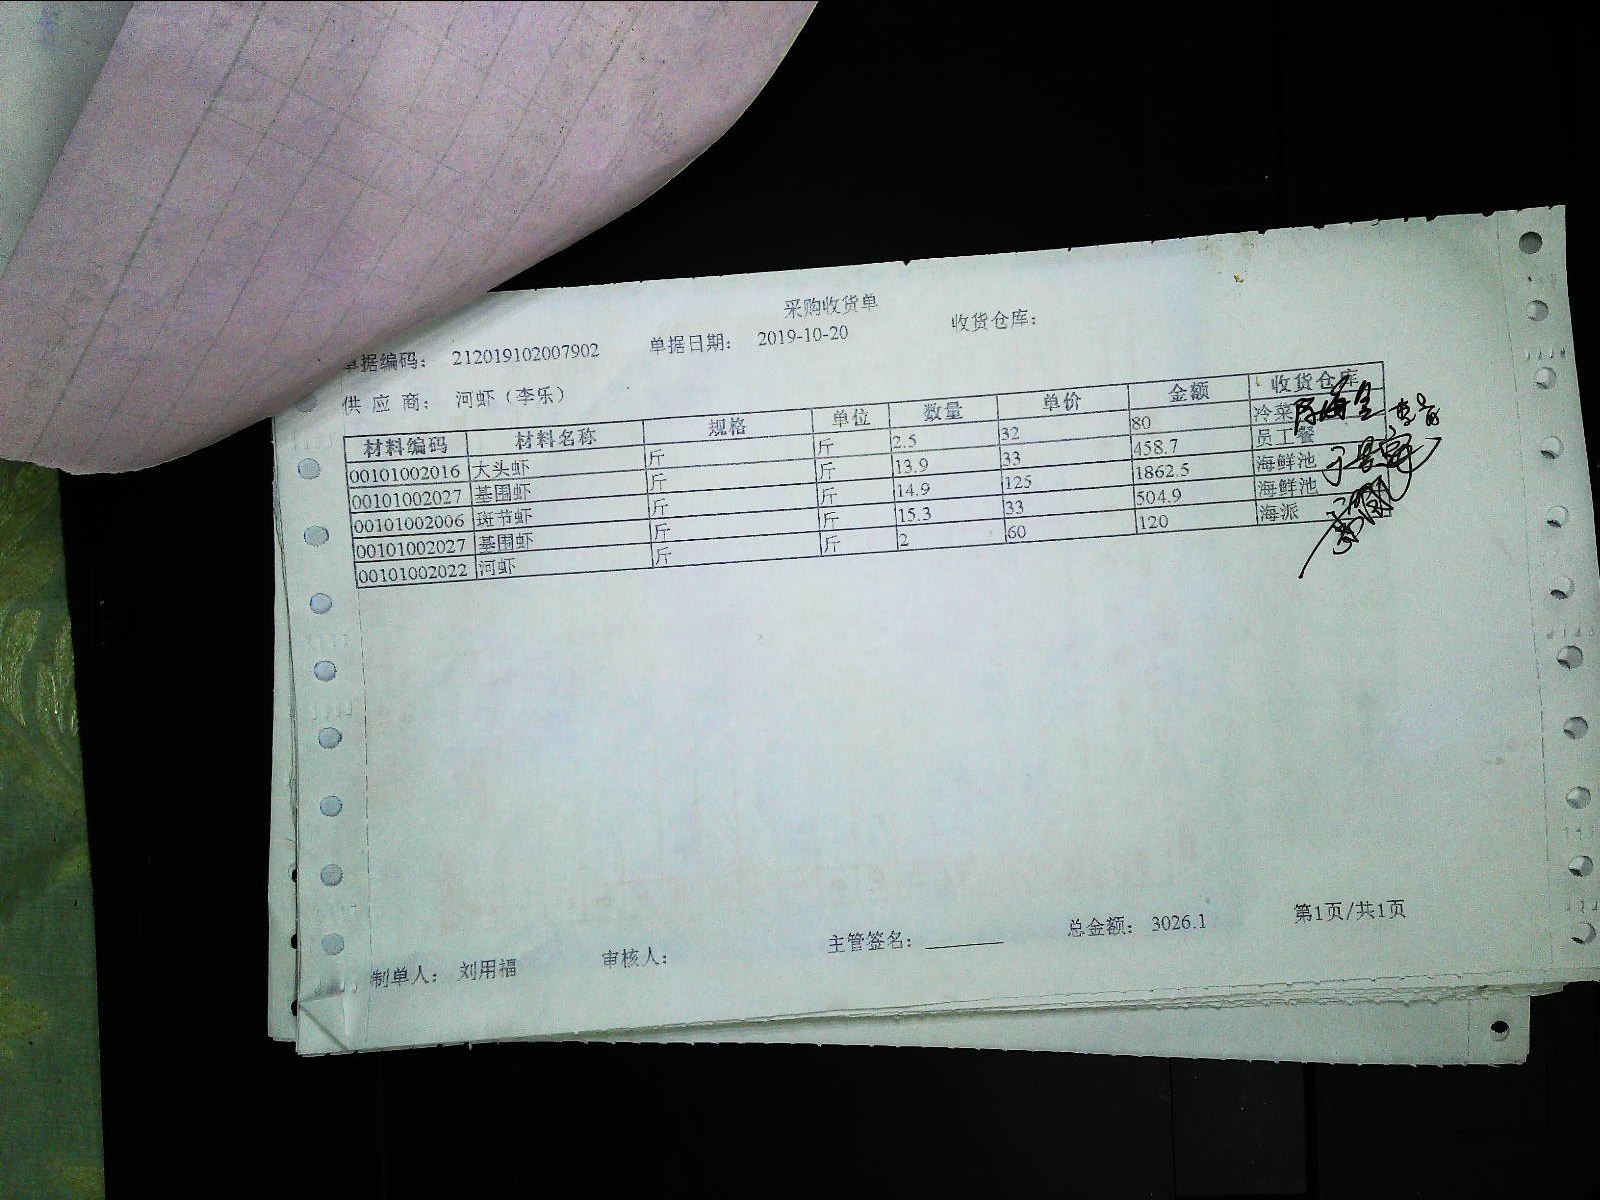 采购收货单
单据编码： 212019102007902 单据日期： 2019-10-20 收货仓库：
供 应 商： 河虾（李乐）
材料编码 材料名称 规格 单位 数量 单价 金额 收货仓库
00101002016 大头虾 斤 斤 2.5 32 80 冷菜
00101002027 基围虾 斤 斤 13.9 33 458.7 员工餐
00101002006 斑节虾 斤 斤 14.9 125 1862.5 海鲜池
00101002027 基围虾 斤 斤 15.3 33 504.9 海鲜池
00101002022 河虾 斤 斤 2 60 120 海派
制单人： 刘用福 审核人： 主管签名： 总金额： 3026.1 第1页/共1页